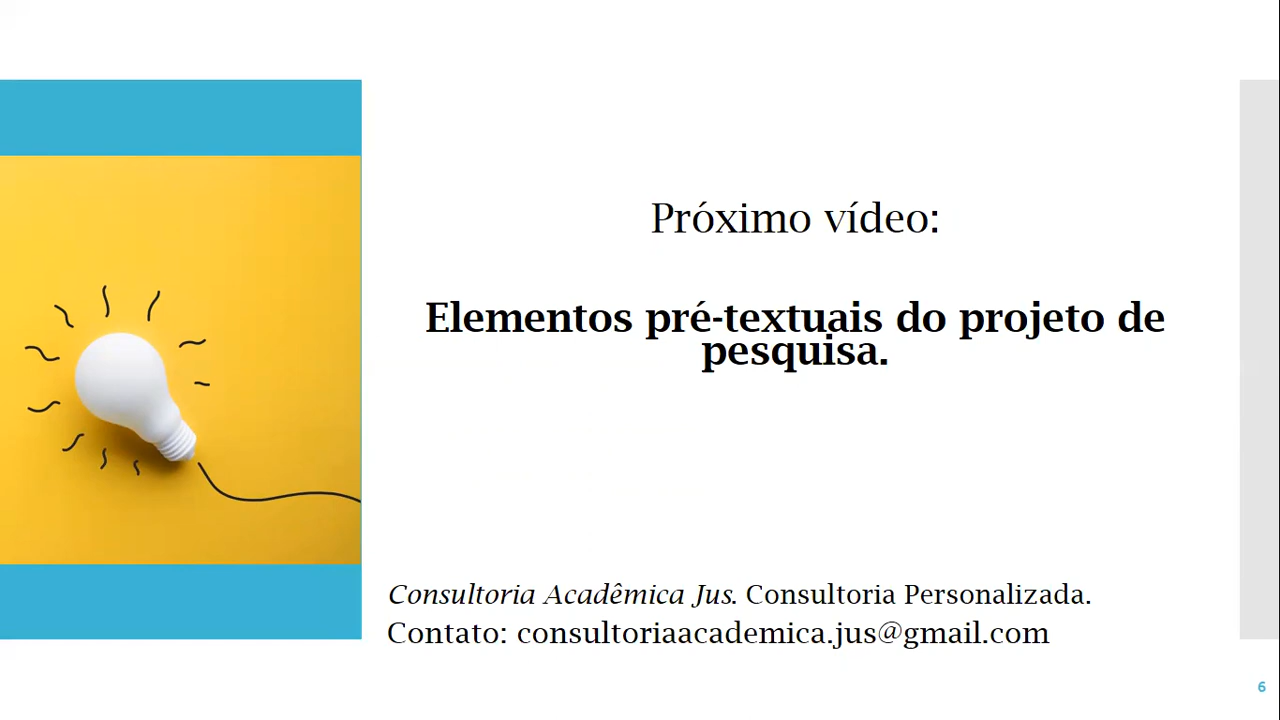 Próximo vídeo:
Elementos pré-textuais do projeto de
pesquisa.
Consultoria Acadêmica Jus. Consultoria Personalizada.
Contato: consultoriaacademica.jus@gmail.com
6